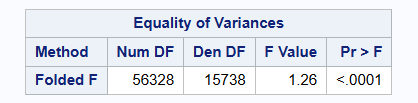 Equality of Variances
Method Num DF Den DF F Value Pr > F
Folded F 56328 15738 1.26 <.0001